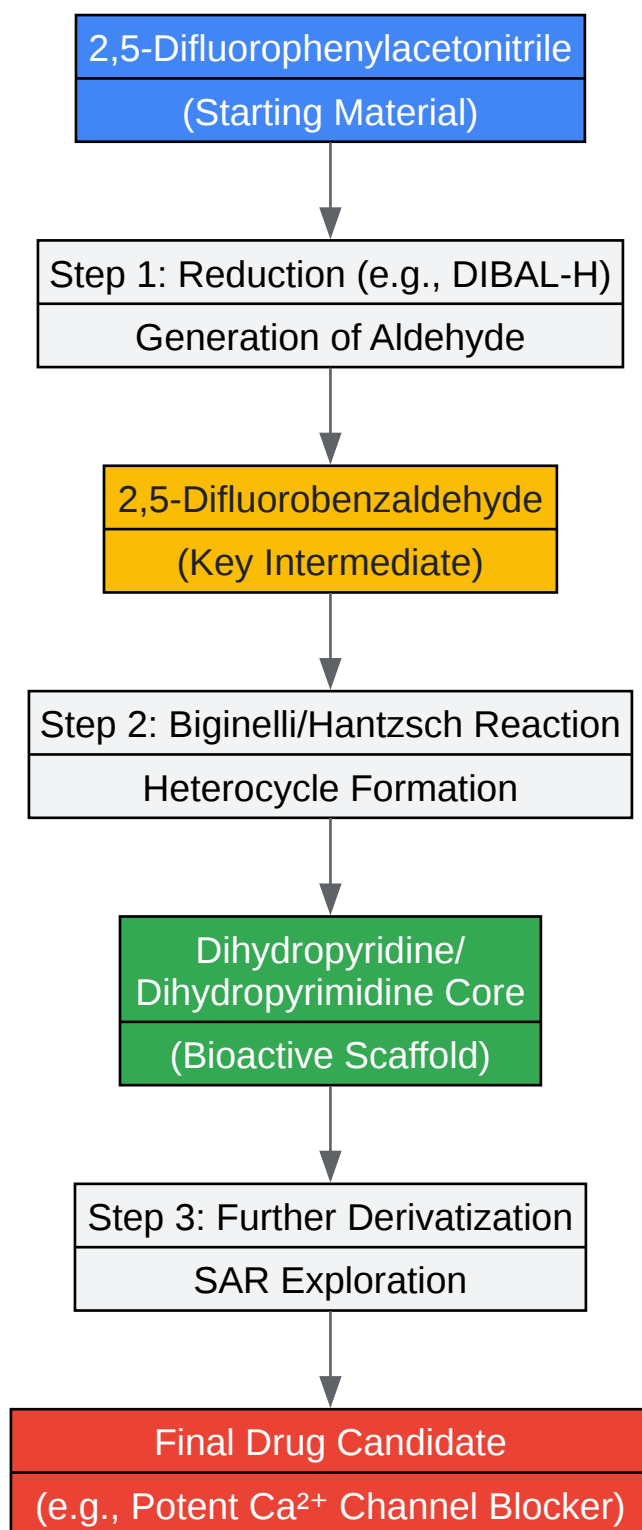 2,5-Difluorophenylacetonitrile
(Starting Material)
Step 1: Reduction (e.g., DIBAL-H)
Generation of Aldehyde
2,5-Difluorobenzaldehyde
(Key Intermediate)
Step 2: Biginelli/Hantzsch Reaction
Heterocycle Formation
Dihydropyridine/
Dihydropyrimidine Core
(Bioactive Scaffold)
Step 3: Further Derivatization
SAR Exploration
Final Drug Candidate
(e.g., Potent Ca²⁺ Channel Blocker)